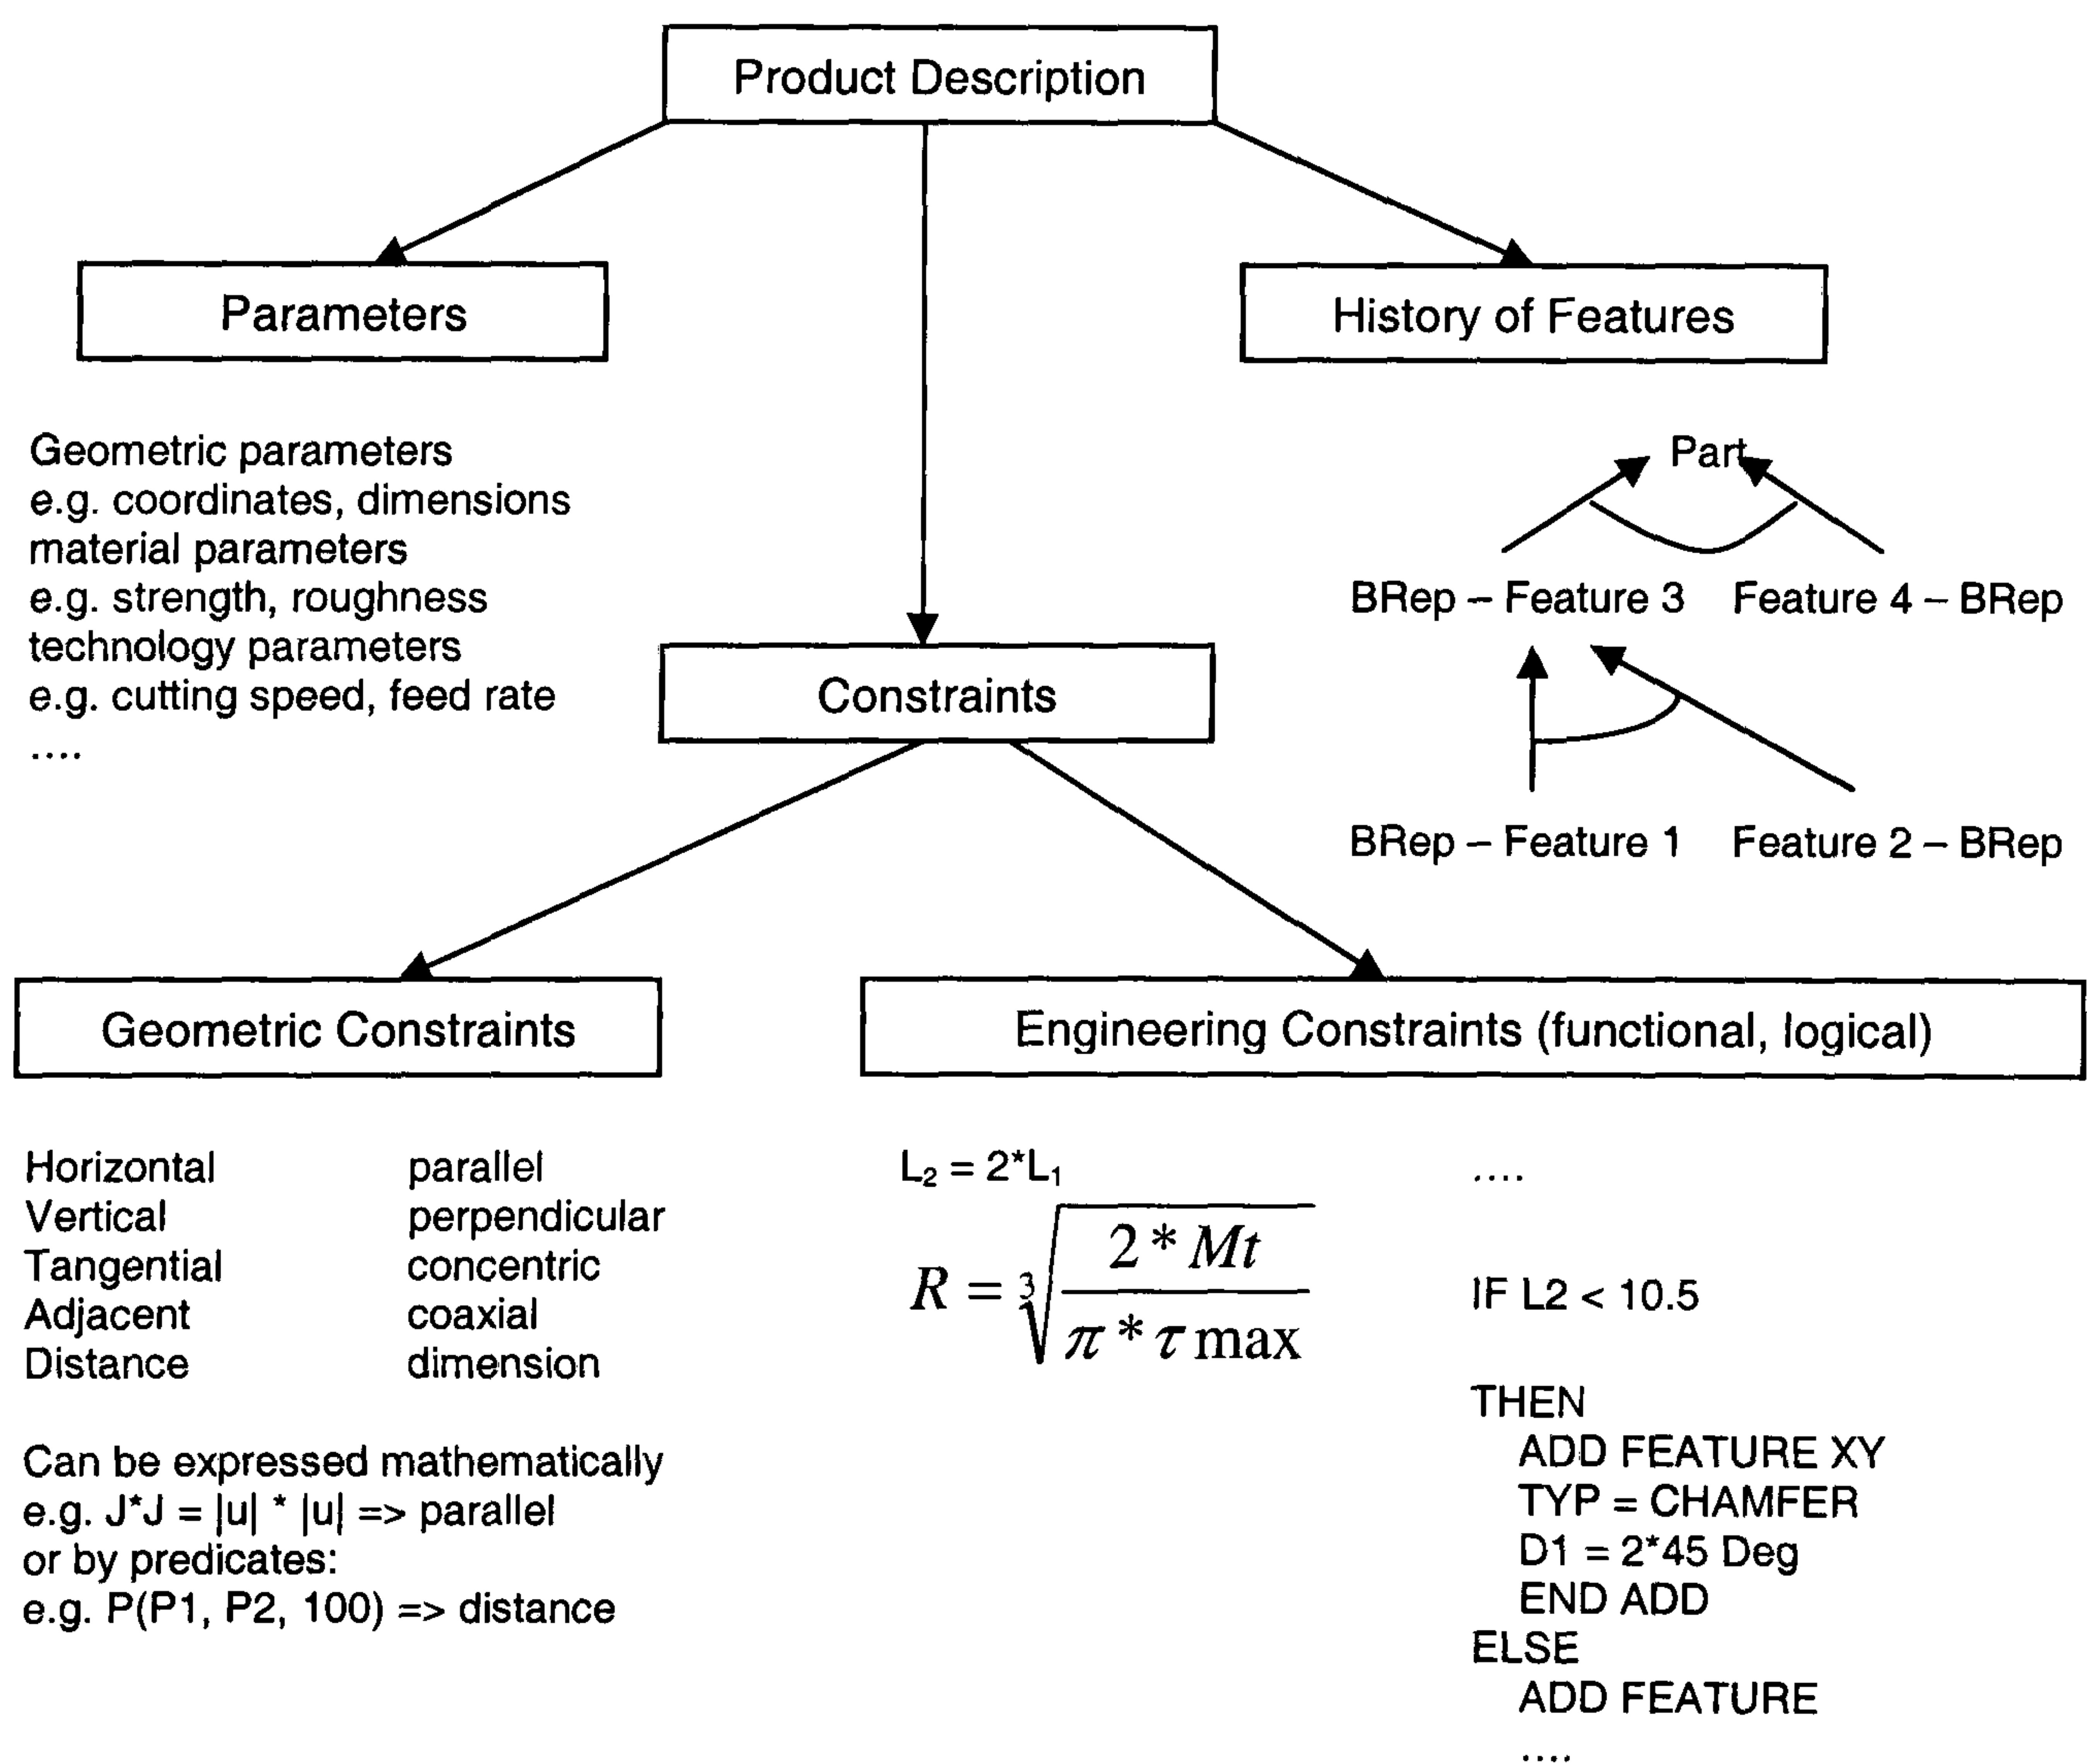 Product Description
Parameters
History of Features
Geometric parameters
e.g. coordinates, dimensions
material parameters
e.g. strength, roughness
technology parameters
e.g. cutting speed, feed rate
....
Part
BRep – Feature 3 Feature 4 – BRep
BRep – Feature 1 Feature 2 – BRep
Constraints
Geometric Constraints
Engineering Constraints (functional, logical)
Horizontal parallel
Vertical perpendicular
Tangential concentric
Adjacent coaxial
Distance dimension
Can be expressed mathematically
e.g. J*J = |u| * |u| => parallel
or by predicates:
e.g. P(P1, P2, 100) => distance
L₂ = 2*L₁
R = ∛(2 * Mt / π * τ max)
....
IF L2 < 10.5
THEN
ADD FEATURE XY
TYP = CHAMFER
D1 = 2*45 Deg
END ADD
ELSE
ADD FEATURE
....